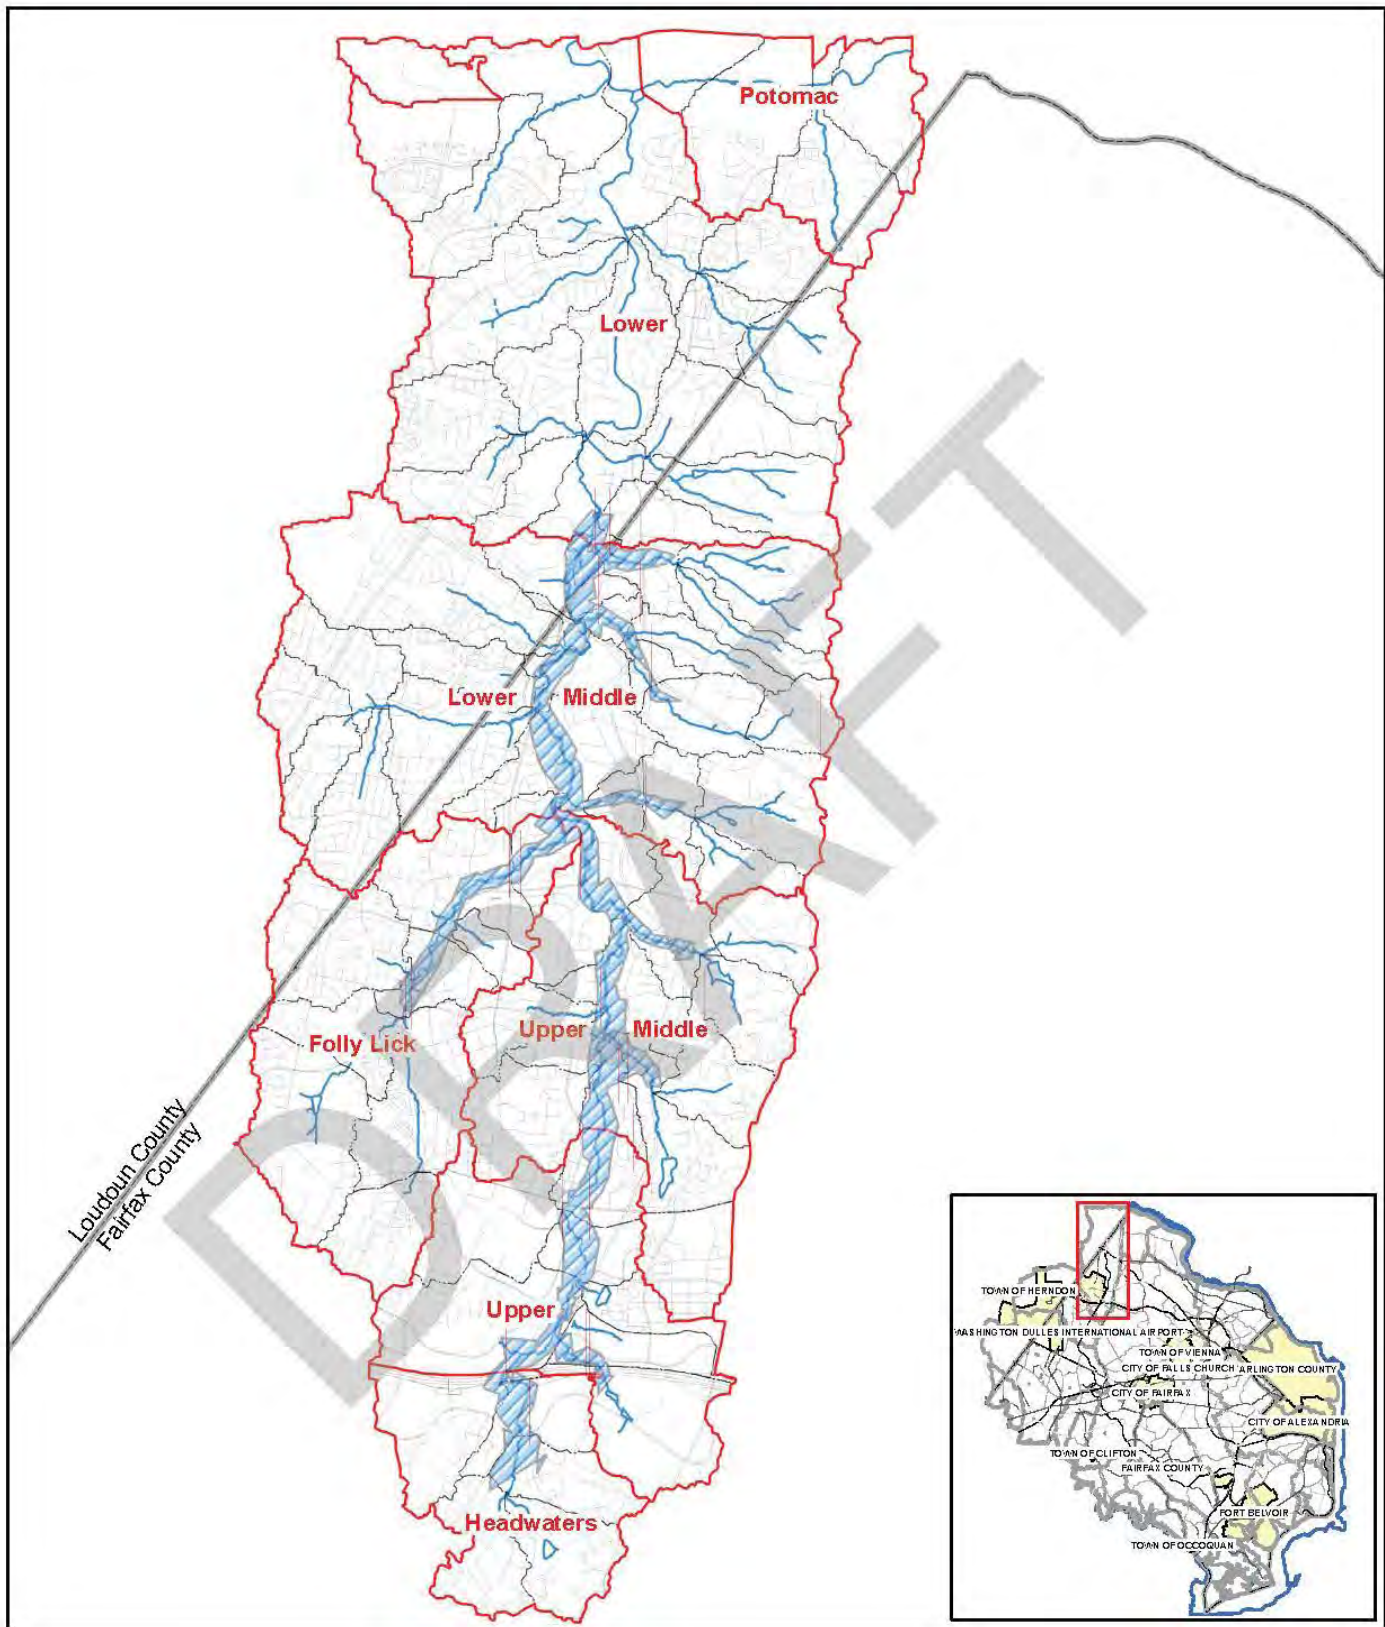 Potomac
Lower
Lower Middle
Upper Middle
Folly Lick
Loudoun County
Fairfax County
Upper
Headwaters
DRAFT
TOWN OF HERNDON
WASHINGTON DULLES INTERNATIONAL AIRPORT
TOWN OF VIENNA
CITY OF FALLS CHURCH
ARLINGTON COUNTY
CITY OF FAIRFAX
CITY OF ALEXANDRIA
TOWN OF CLIFTON
FAIRFAX COUNTY
FORT BELVOIR
TOWN OF OCCOQUAN